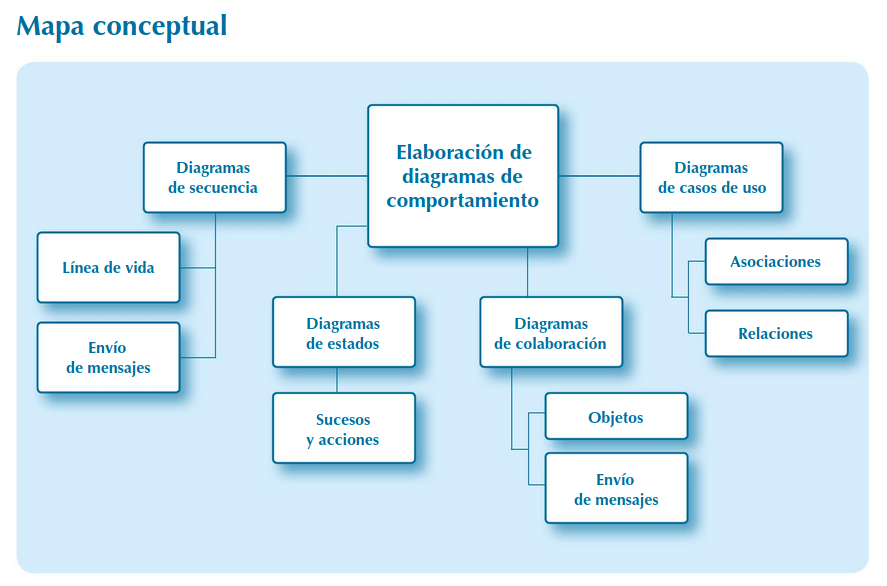 Mapa conceptual
Elaboración de
diagramas de
comportamiento
Diagramas
de secuencia
Línea de vida
Envío
de mensajes
Diagramas
de estados
Sucesos
y acciones
Diagramas
de colaboración
Objetos
Envío
de mensajes
Diagramas
de casos de uso
Asociaciones
Relaciones